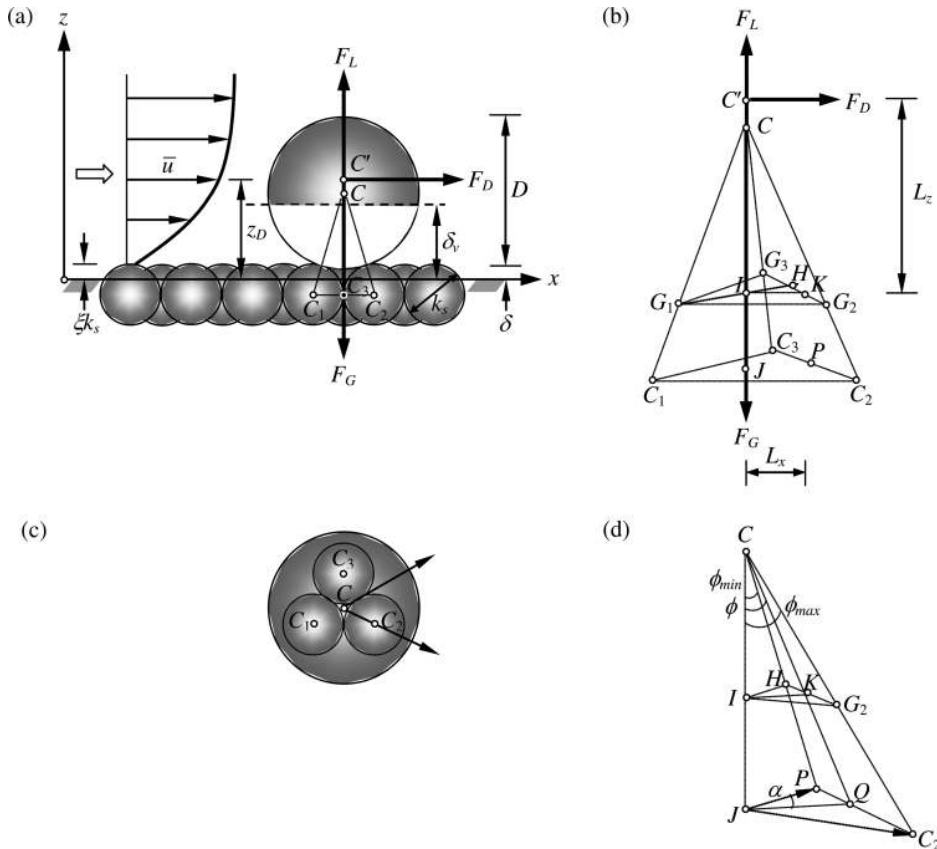 (a)
z
F_L
C′
u̅
C
F_D
D
z_D
δ_v
x
C_1
C_3
C_2
k_s
ξk_s
δ
F_G
(b)
F_L
C′
F_D
C
L_z
G_3
H
I
K
G_1
G_2
C_3
P
J
C_1
C_2
F_G
L_x
(c)
C_3
C
C_1
C_2
(d)
C
ϕ_min
ϕ
ϕ_max
H
K
I
G_2
P
Q
J
α
C_2